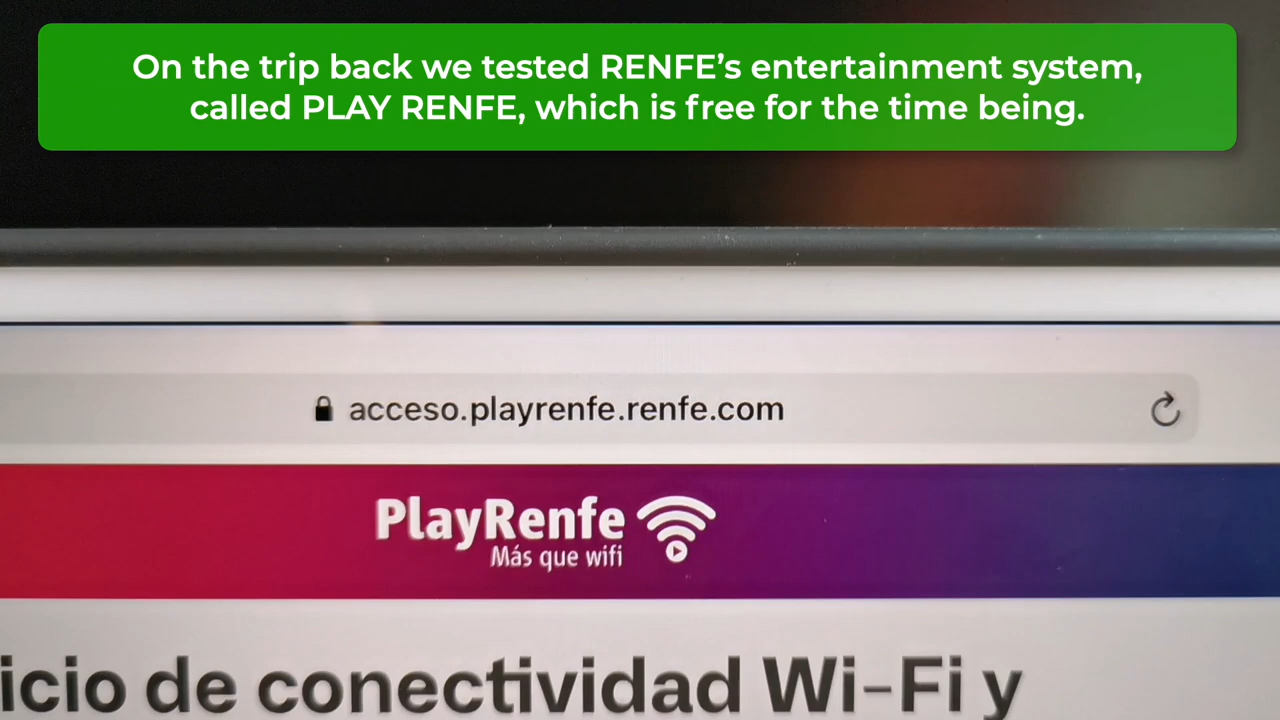 On the trip back we tested RENFE’s entertainment system,
called PLAY RENFE, which is free for the time being.
acceso.playrenfe.renfe.com
PlayRenfe
Más que wifi
icio de conectividad Wi-Fi y